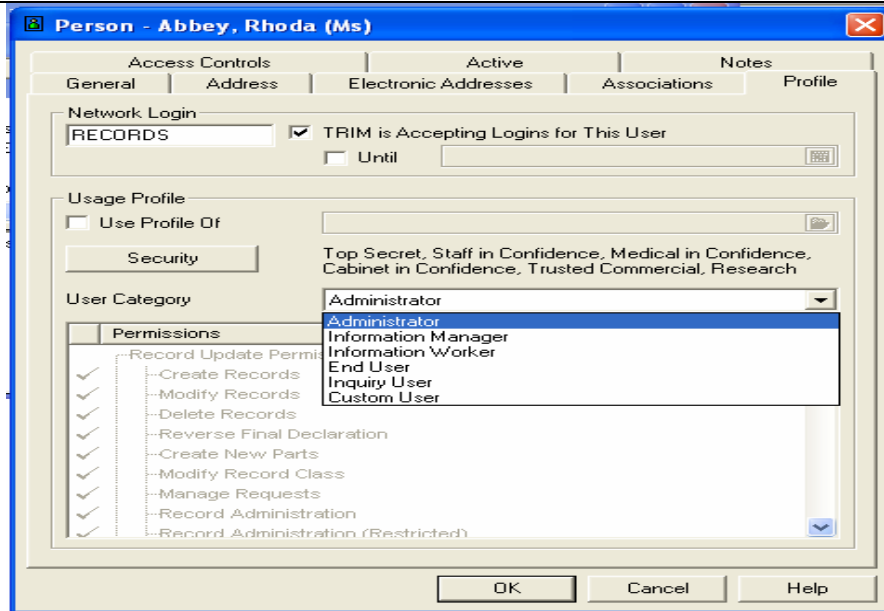 Person - Abbey, Rhoda (Ms)
Access Controls Active Notes
General Address Electronic Addresses Associations Profile
Network Login
RECORDS TRIM is Accepting Logins for This User
Until
Usage Profile
Use Profile Of
Security Top Secret, Staff in Confidence, Medical in Confidence,
Cabinet in Confidence, Trusted Commercial, Research
User Category Administrator
Administrator
Information Manager
Information Worker
End User
Inquiry User
Custom User
Permissions
Record Update
Create Records
Modify Records
Delete Records
Reverse Final Declaration
Create New Parts
Modify Record Class
Manage Requests
Record Administration
Record Administration (Restricted)
OK Cancel Help